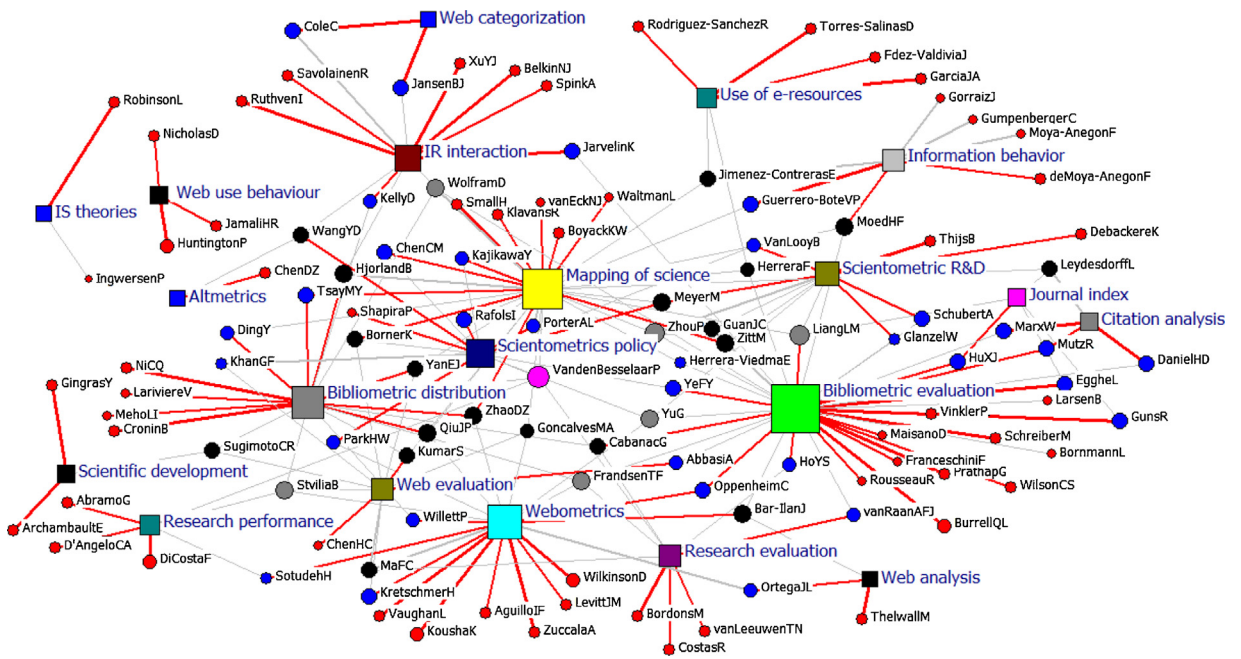 ColeC
Web categorization
Rodriguez-SanchezR
Torres-SalinasD
XuYJ
Fdez-ValdiviaJ
SavolainenR
BelkinNJ
GarciaJA
JansenBJ
SpinkA
Use of e-resources
GorraizJ
RobinsonL
RuthvenI
GumpenbergerC
NicholasD
Moya-AnegonF
IR interaction
JarvelinK
Information behavior
Jimenez-ContrerasE
deMoya-AnegonF
Web use behaviour
WolframD
KellyD
SmallH
vanEckNJ
WaltmanL
Guerrero-BoteVP
IS theories
KlavansR
JamaliHR
MoedHF
WangYD
BoyackKW
HuntingtonP
ThijsB
DebackereK
ChenCM
KajikawaY
VanLooyB
IngwersenP
ChenDZ
HjorlandB
Mapping of science
HerreraF
Scientometric R&D
LeydesdorffL
Altmetrics
TsayMY
MeyerM
Journal index
ShapiraP
RafolsI
PorterAL
ZhouP
GuanJC
LiangLM
SchubertA
MarxW
Citation analysis
DingY
BornerK
ZittM
GlanzelW
MutzR
Scientometrics policy
KhanGF
Herrera-ViedmaE
HuXJ
DanielHD
NiCQ
YanEJ
VandenBesselaarP
GingrasY
LariviereV
Bibliometric distribution
YeFY
Bibliometric evaluation
EggheL
LarsenB
MehoLI
ZhaoDZ
YuG
VinklerP
GunsR
CroninB
QiuJP
GoncalvesMA
MaisanoD
SchreiberM
SugimotoCR
ParkHW
CabanacG
KumarS
BornmannL
Scientific development
AbbasiA
HoYS
FranceschiniF
PrathapG
StviliaB
Web evaluation
FrandsenTF
RousseauR
WilsonCS
AbramoG
OppenheimC
ArchambaultE
Research performance
WillettP
Webometrics
Bar-IlanJ
vanRaanAFJ
BurrellQL
D'AngeloCA
ChenHC
DiCostaF
Research evaluation
SotudehH
MaFC
WilkinsonD
Web analysis
KretschmerH
OrtegaJL
VaughanL
AguilloIF
LevittJM
BordonsM
ThelwallM
KoushaK
ZuccalaA
vanLeeuwenTN
CostasR